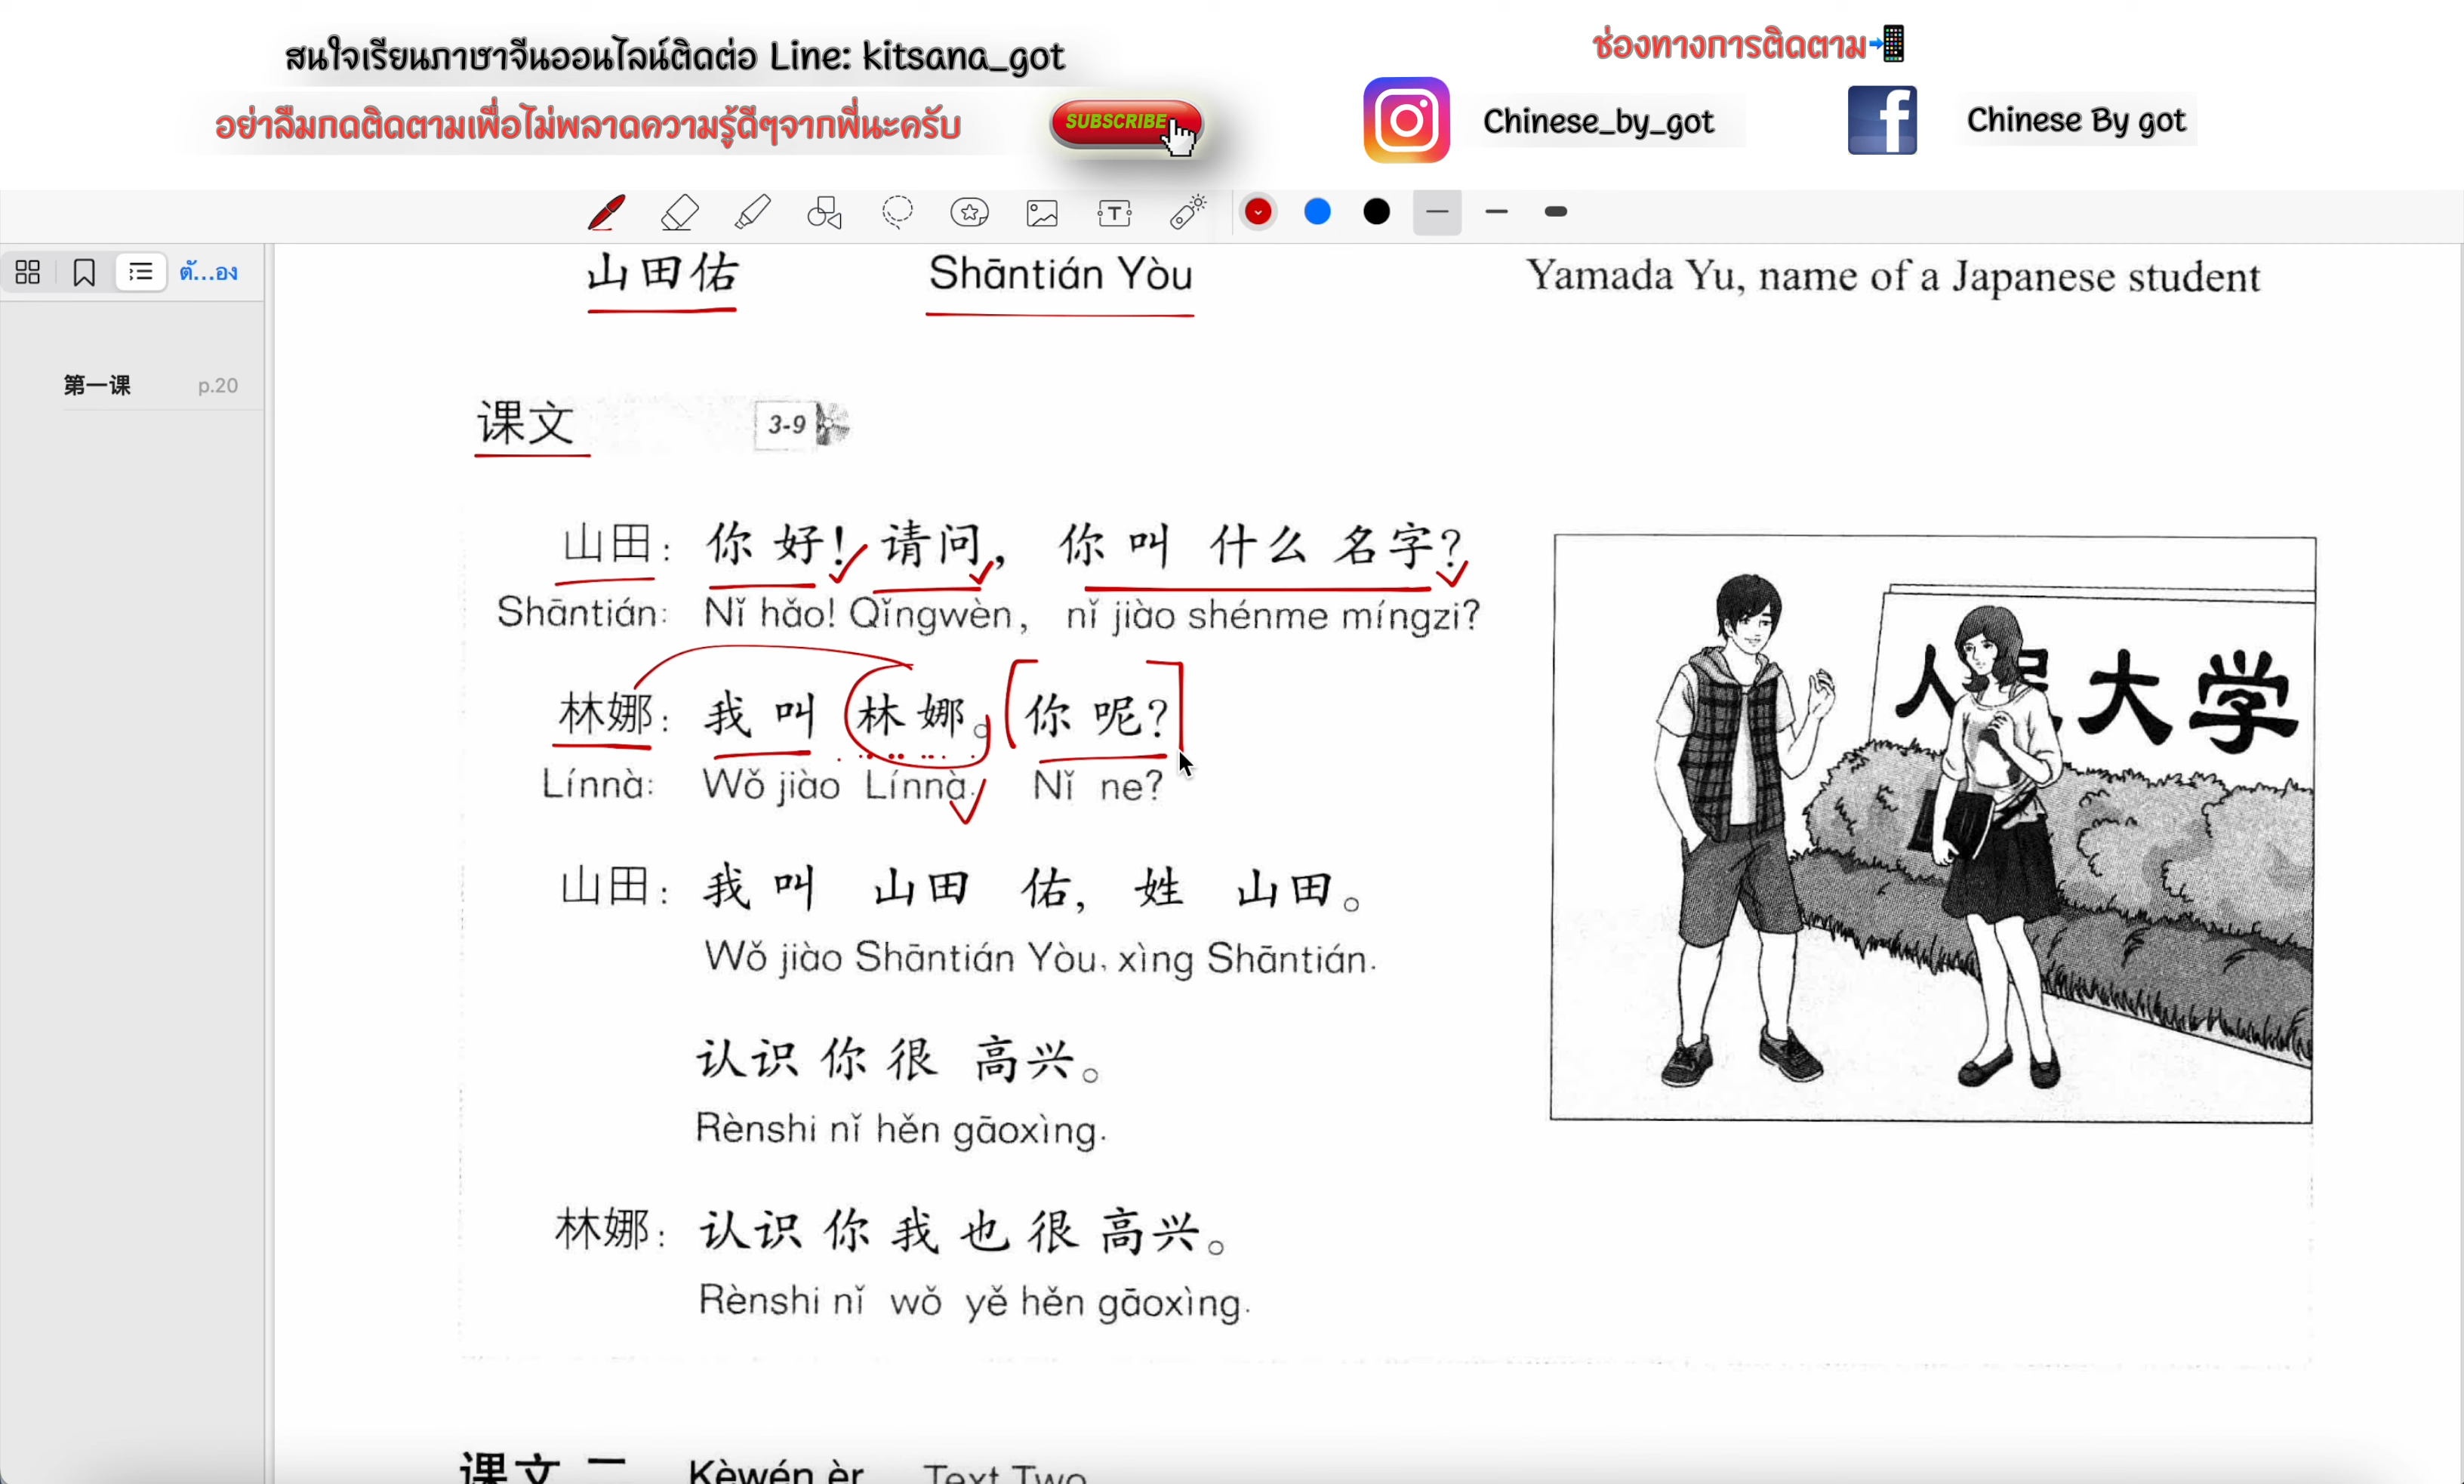 สนใจเรียนภาษาจีนออนไลน์ติดต่อ Line: kitsana_got
ช่องทางการติดตาม
อย่าลืมกดติดตามเพื่อไม่พลาดความรู้ดีๆจากพี่นะครับ
SUBSCRIBE
Chinese_by_got
Chinese By got
ตั...อง
第一课 p.20
山田佑 Shāntián Yòu Yamada Yu, name of a Japanese student
课文 3-9
山田: 你好! 请问, 你叫什么名字?
Shāntián: Nǐ hǎo! Qǐngwèn, nǐ jiào shénme míngzi?
林娜: 我叫林娜。你呢?
Línnà: Wǒ jiào Línnà. Nǐ ne?
山田: 我叫山田佑, 姓山田。
Wǒ jiào Shāntián Yòu, xìng Shāntián.
认识你很高兴。
Rènshi nǐ hěn gāoxìng.
林娜: 认识你我也很高兴。
Rènshi nǐ wǒ yě hěn gāoxìng.
大学
课文二 Kèwén èr Text Two